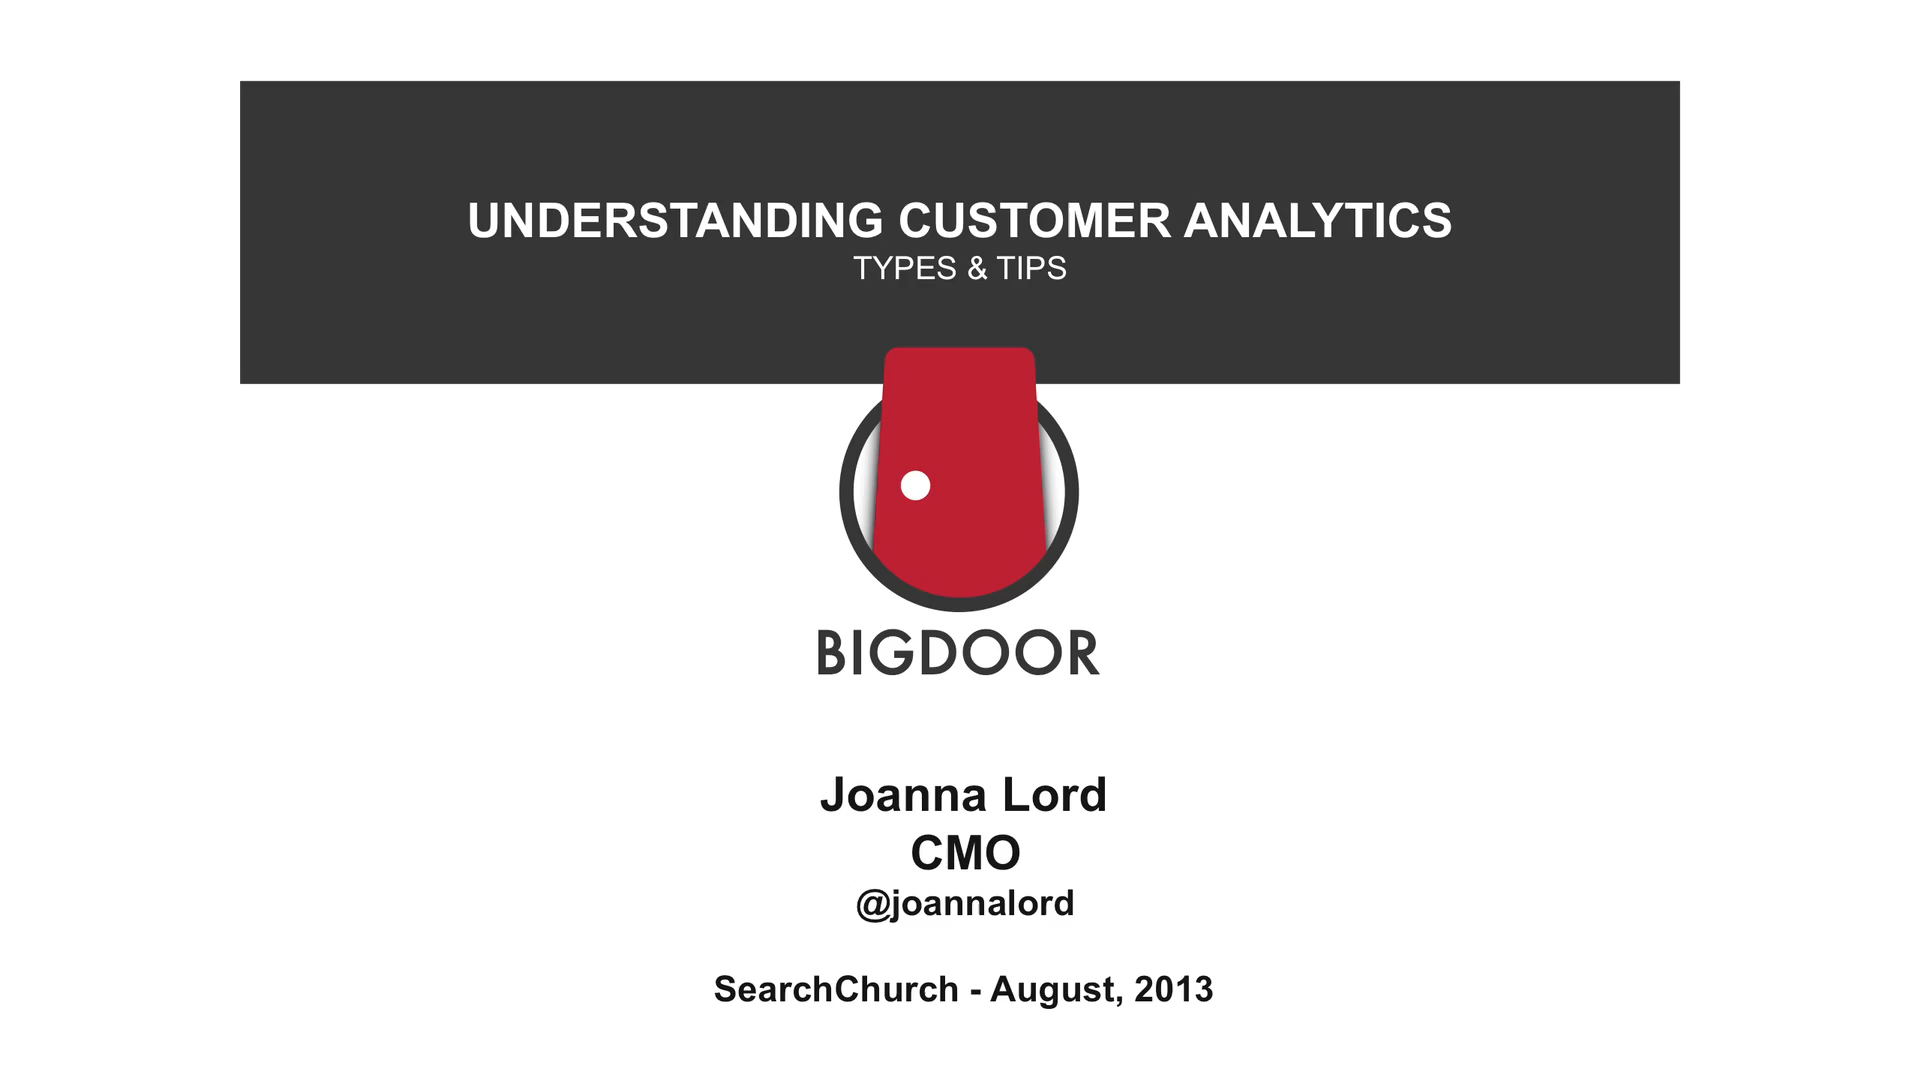 UNDERSTANDING CUSTOMER ANALYTICS
TYPES & TIPS
BIGDOOR
Joanna Lord
CMO
@joannalord
SearchChurch - August, 2013